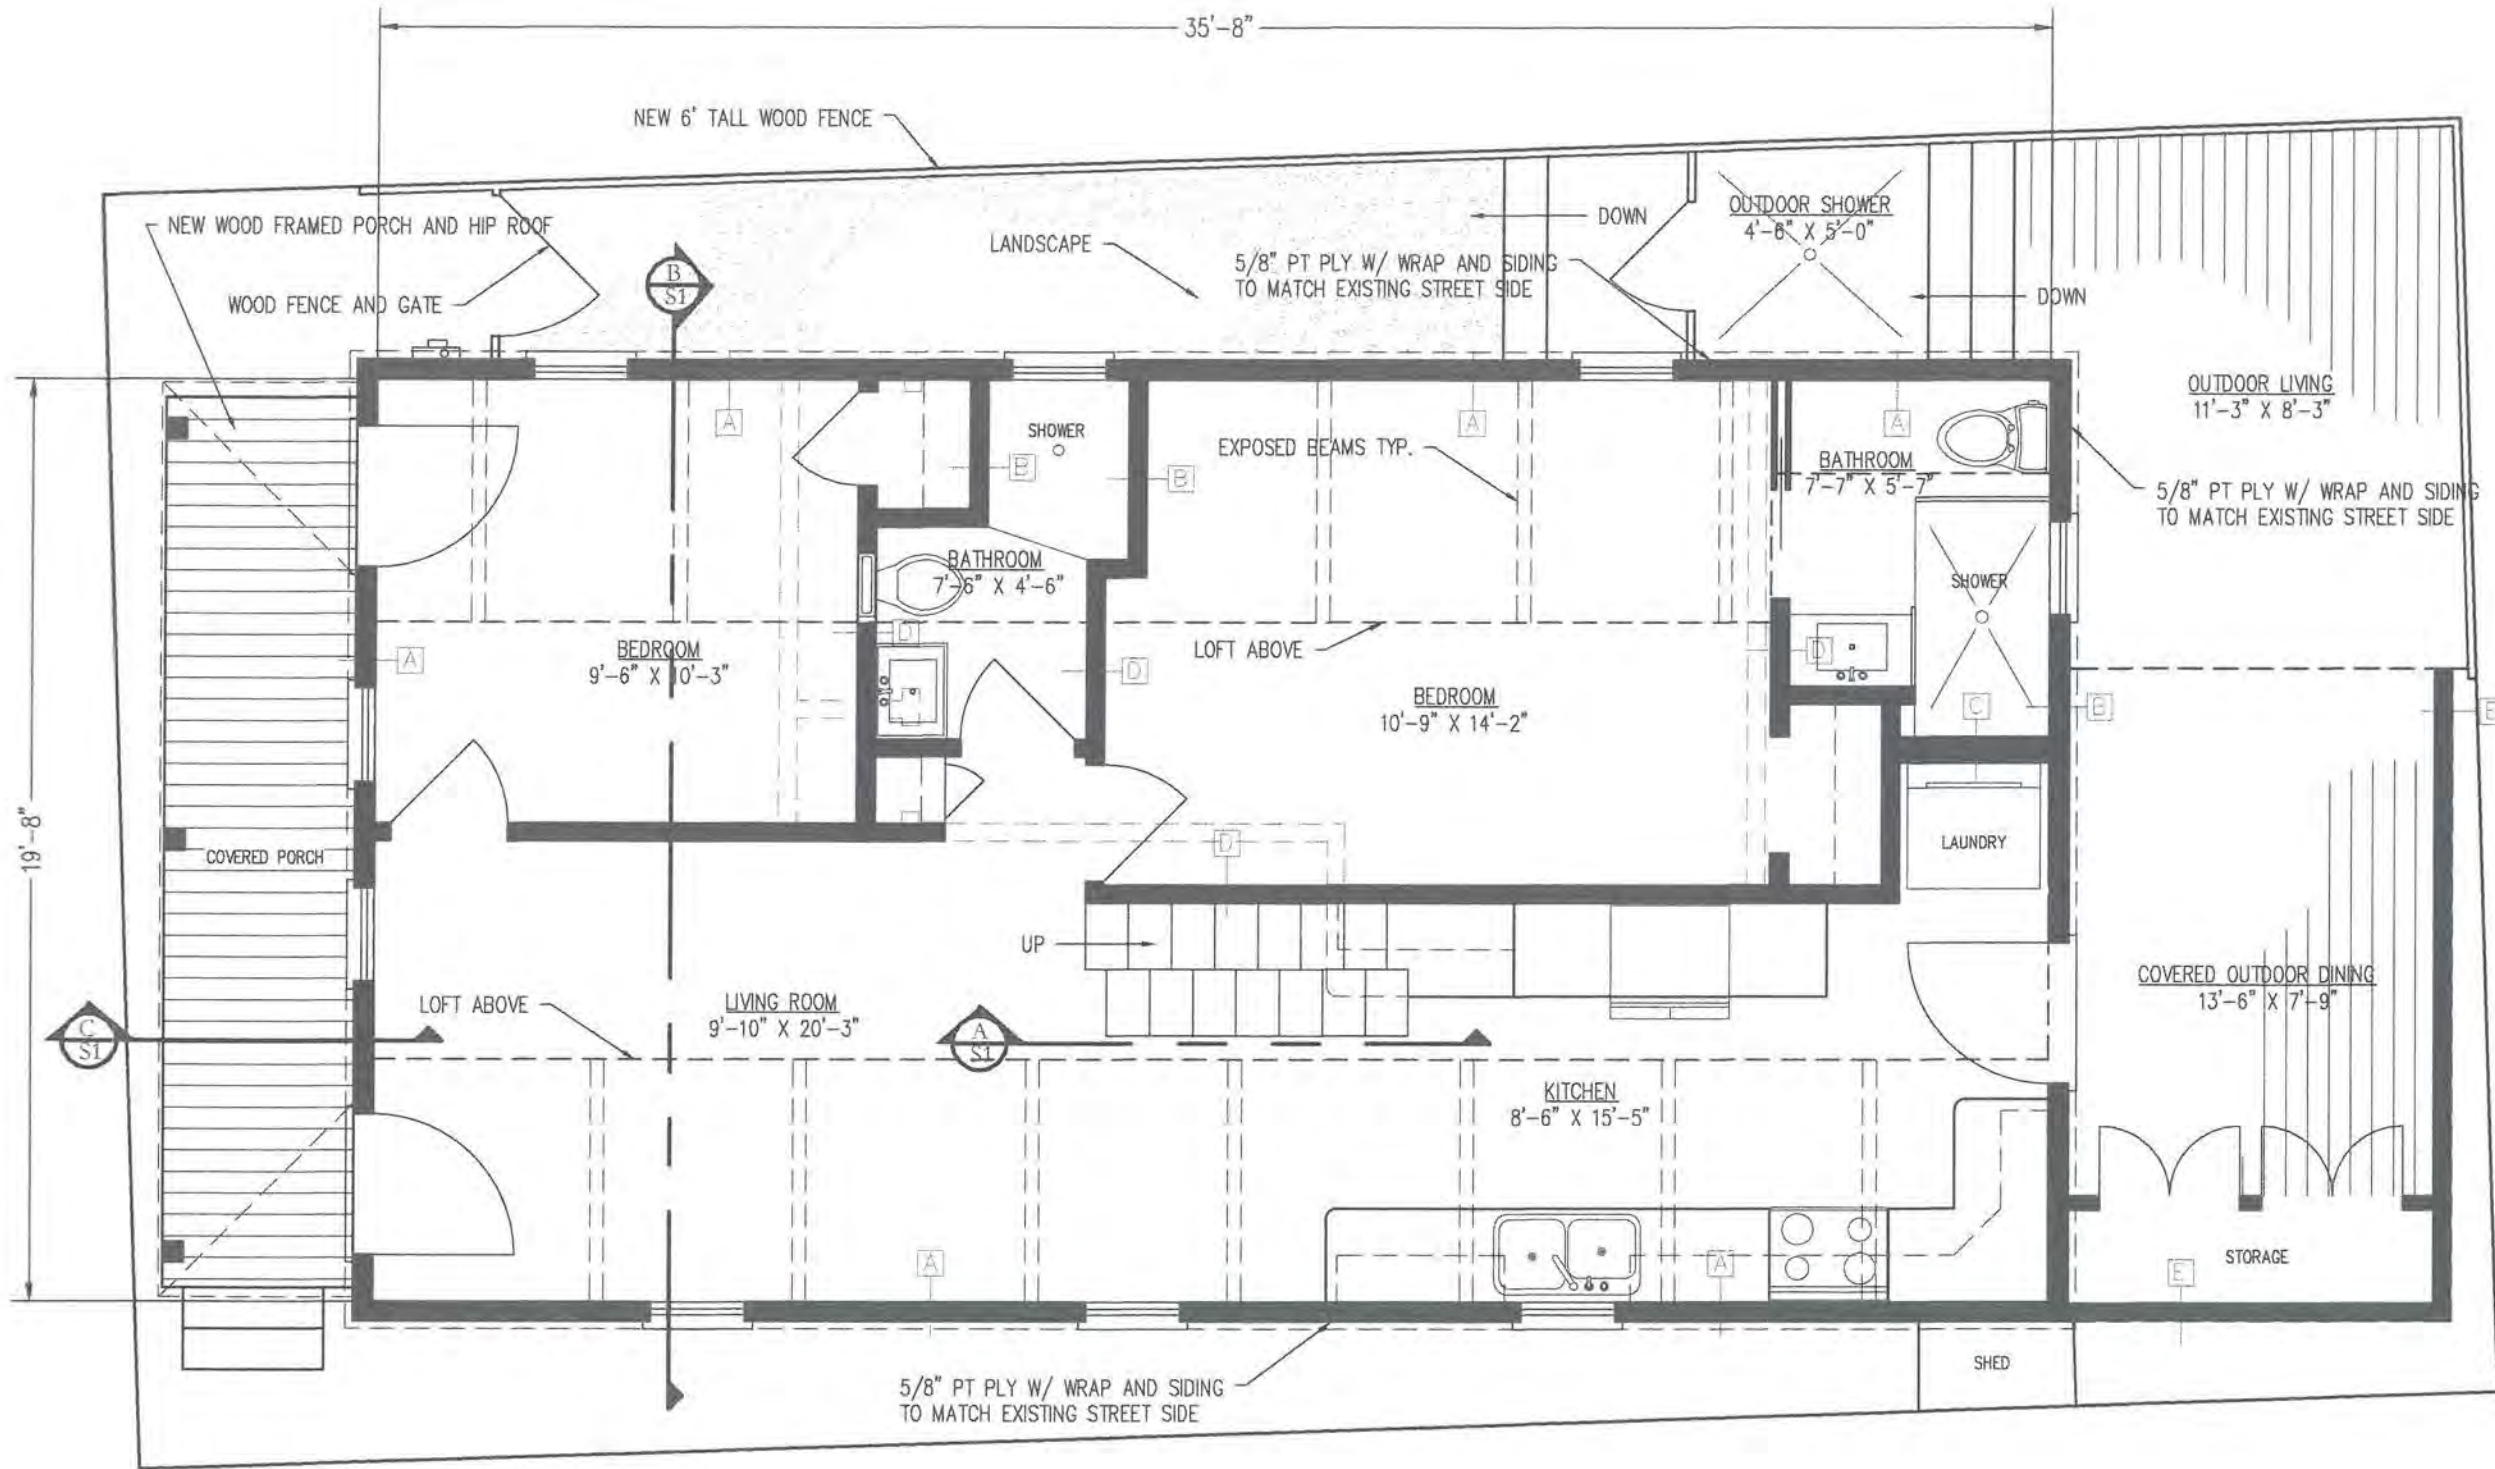 35'-8"
NEW 6' TALL WOOD FENCE
NEW WOOD FRAMED PORCH AND HIP ROOF
OUTDOOR SHOWER
4'-6" X 5'-0"
DOWN
LANDSCAPE
5/8" PT PLY W/ WRAP AND SIDING
TO MATCH EXISTING STREET SIDE
WOOD FENCE AND GATE
B
S1
DOWN
OUTDOOR LIVING
11'-3" X 8'-3"
A
A
A
SHOWER
EXPOSED BEAMS TYP.
BATHROOM
7'-7" X 5'-7"
B
B
5/8" PT PLY W/ WRAP AND SIDING
TO MATCH EXISTING STREET SIDE
BATHROOM
7'-6" X 4'-6"
SHOWER
D
BEDROOM
9'-6" X 10'-3"
A
LOFT ABOVE
D
D
BEDROOM
10'-9" X 14'-2"
C
B
19'-8"
COVERED PORCH
D
LAUNDRY
UP
LOFT ABOVE
LIVING ROOM
9'-10" X 20'-3"
COVERED OUTDOOR DINING
13'-6" X 7'-9"
C
S1
A
S1
KITCHEN
8'-6" X 15'-5"
A
A
E
STORAGE
SHED
5/8" PT PLY W/ WRAP AND SIDING
TO MATCH EXISTING STREET SIDE